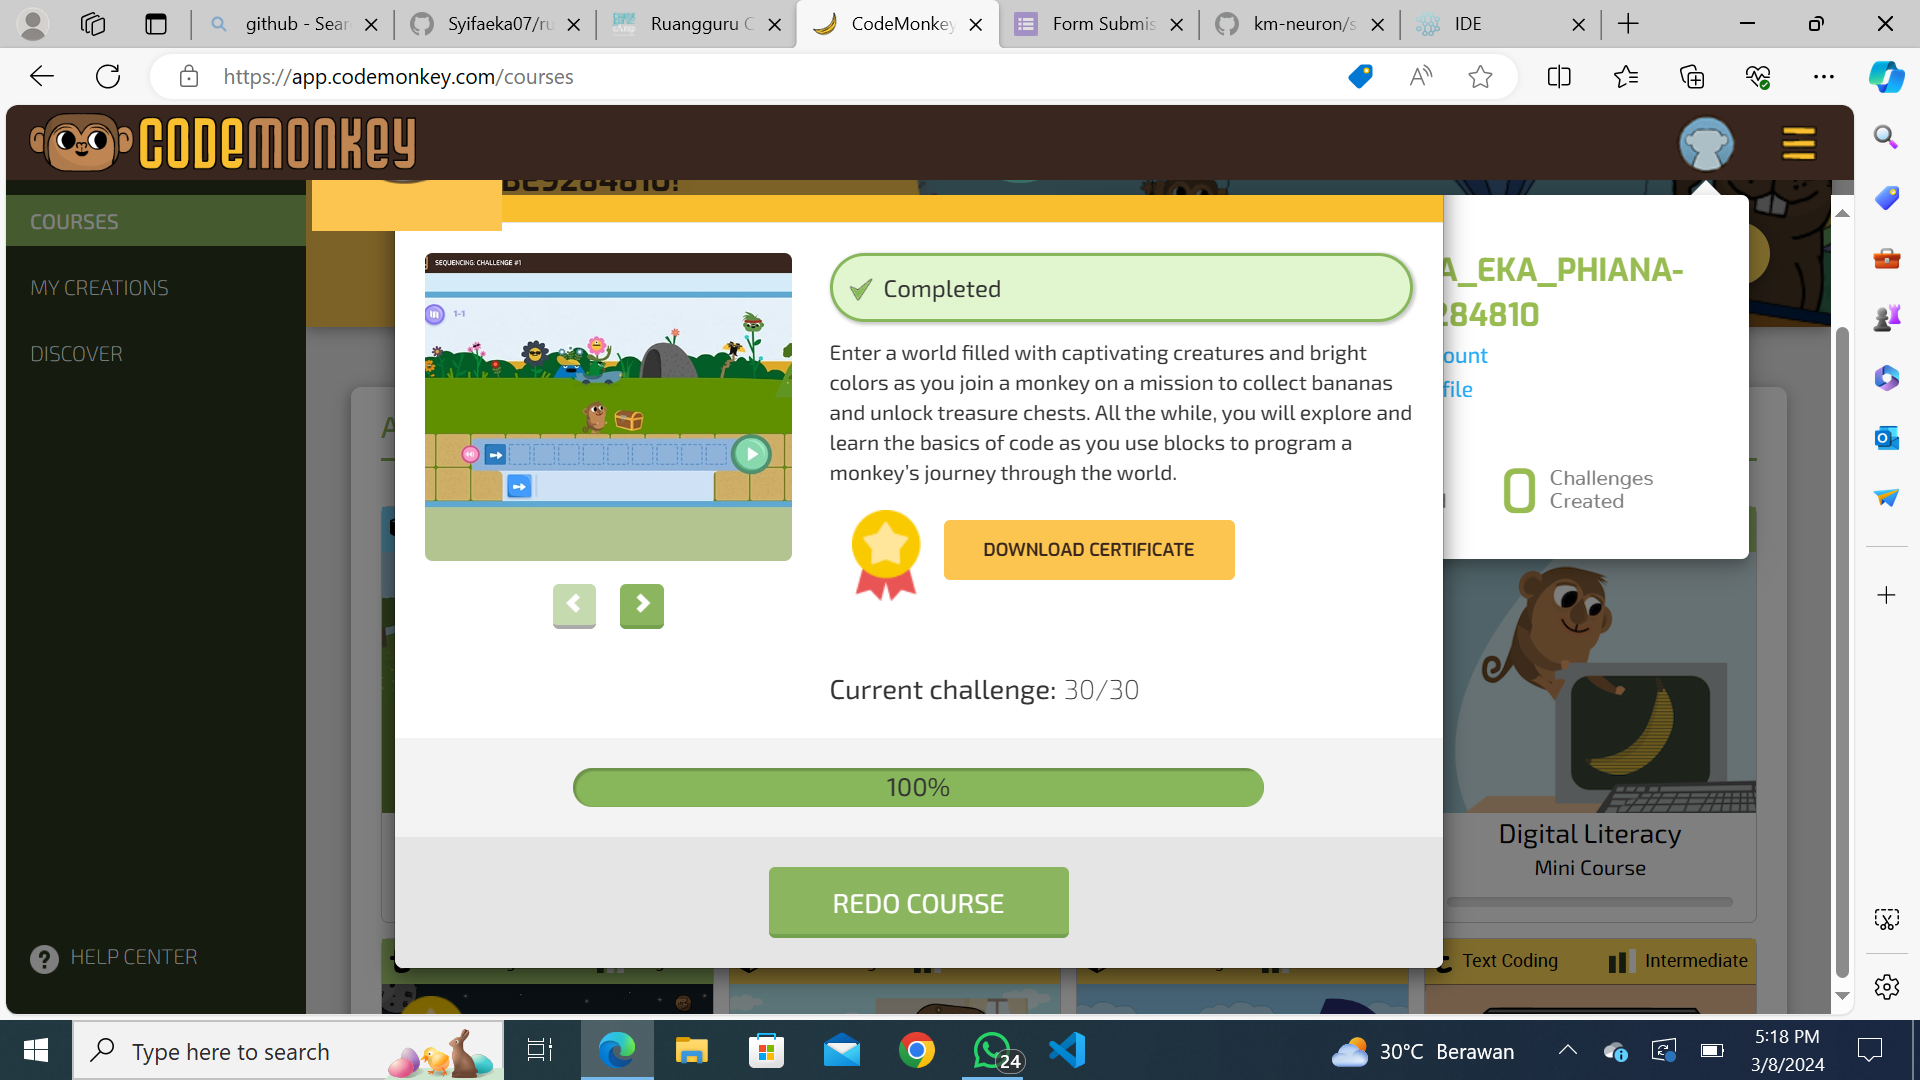 github - Sear
Syifaeka07/ru
Ruangguru C
CodeMonkey
Form Submis
km-neuron/s
IDE
https://app.codemonkey.com/courses
CODEMONKEY
COURSES
MY CREATIONS
DISCOVER
HELP CENTER
BE9284810!
SEQUENCING: CHALLENGE #1
1-1
Completed
Enter a world filled with captivating creatures and bright
colors as you join a monkey on a mission to collect bananas
and unlock treasure chests. All the while, you will explore and
learn the basics of code as you use blocks to program a
monkey's journey through the world.
DOWNLOAD CERTIFICATE
Current challenge: 30/30
100%
REDO COURSE
A_EKA_PHIANA-
284810
ount
file
0 Challenges
Created
Digital Literacy
Mini Course
Text Coding
Intermediate
Type here to search
24
30°C Berawan
5:18 PM
3/8/2024